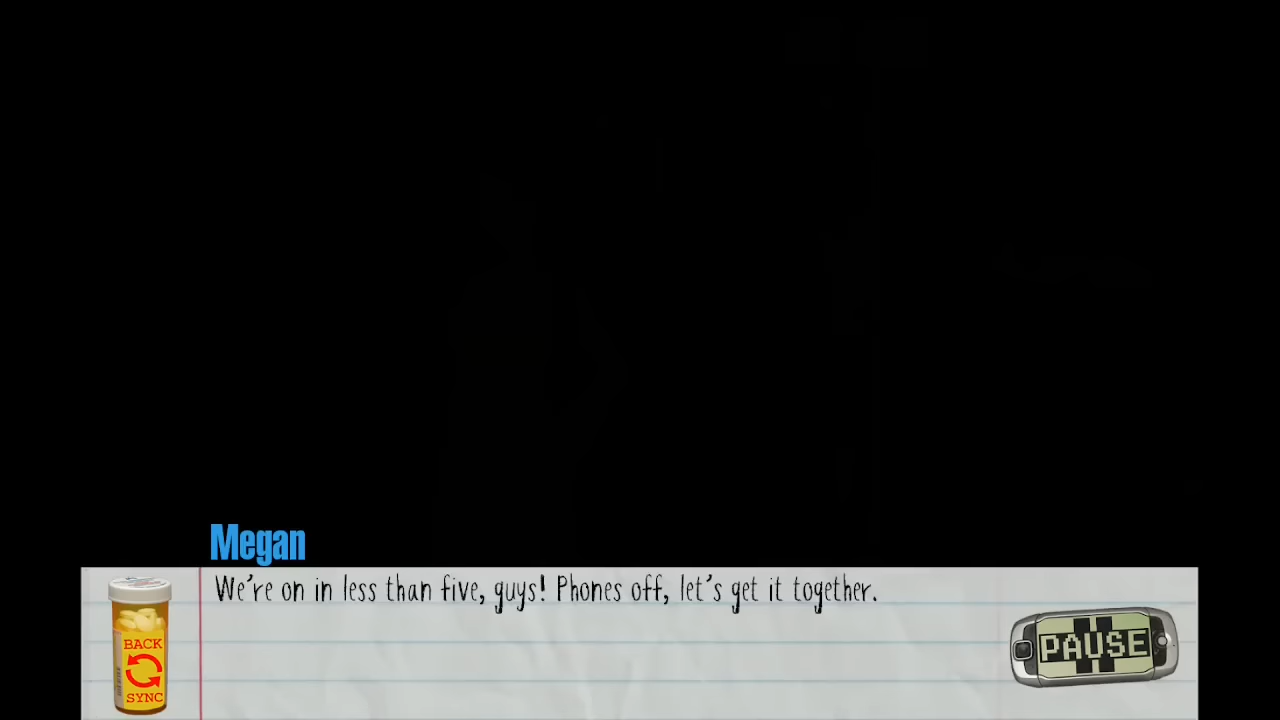 Megan
We're on in less than five, guys! Phones off, let's get it together.
BACK
SYNC
PAUSE